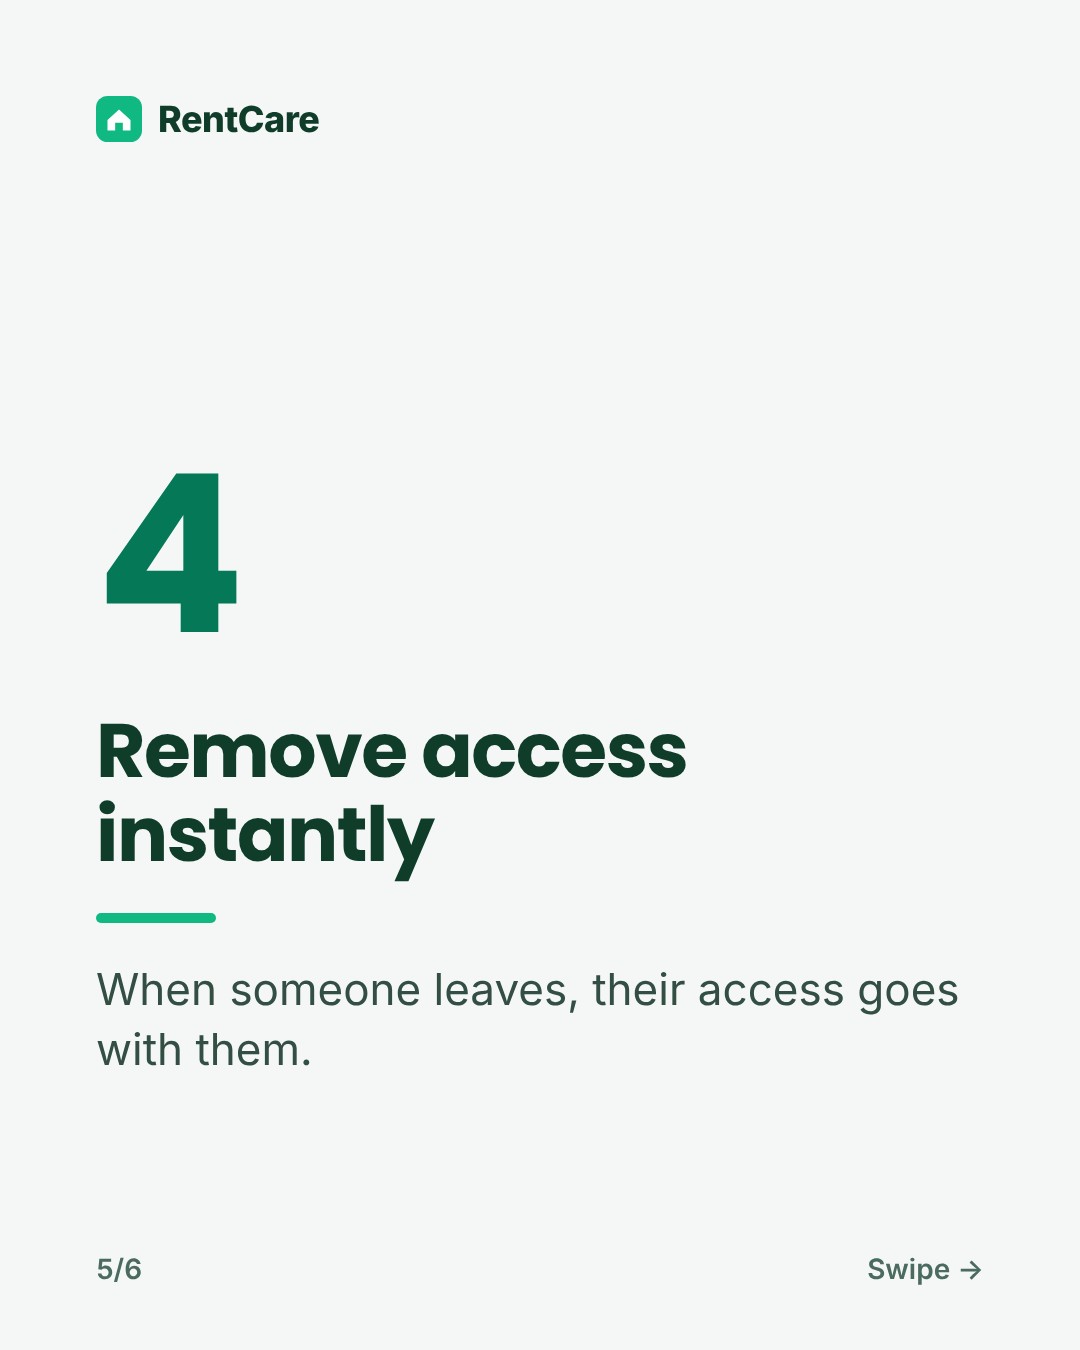 RentCare
4
Remove access
instantly
When someone leaves, their access goes
with them.
5/6
Swipe →